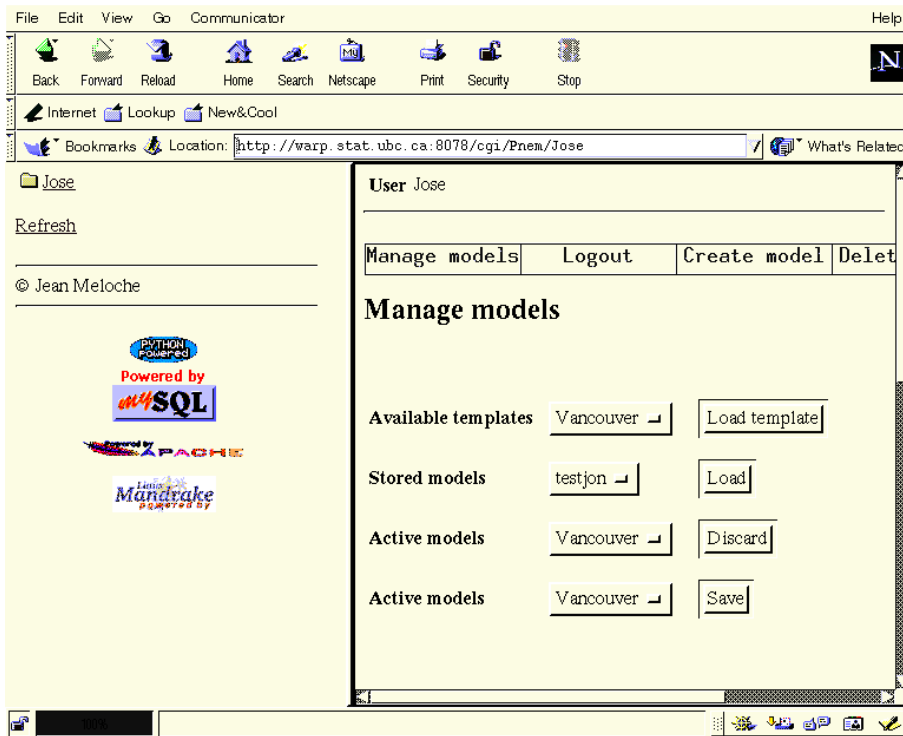 File Edit View Go Communicator Help
Back Forward Reload Home Search Netscape Print Security Stop
My
N
Internet Lookup New&Cool
Bookmarks Location: http://warp.stat.ubc.ca:8078/cgi/Pnem/Jose What's Related
Jose
Refresh
© Jean Meloche
PYTHON
Powered
Powered by
mySQL
Powered by
APACHE
Linux
Mandrake
powered by
User Jose
Manage models Logout Create model Delet
Manage models
Available templates Vancouver Load template
Stored models testjon Load
Active models Vancouver Discard
Active models Vancouver Save
100%